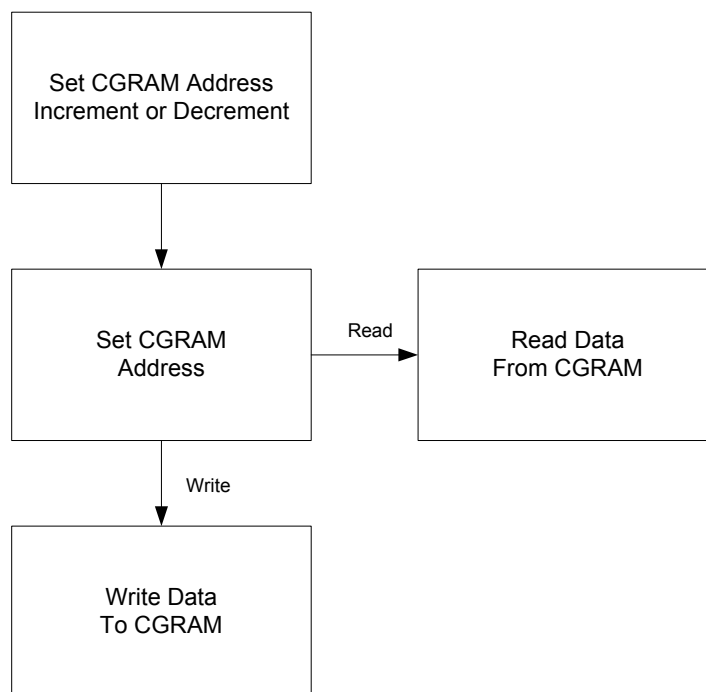 Set CGRAM Address
Increment or Decrement
Set CGRAM
Address
Read
Read Data
From CGRAM
Write
Write Data
To CGRAM